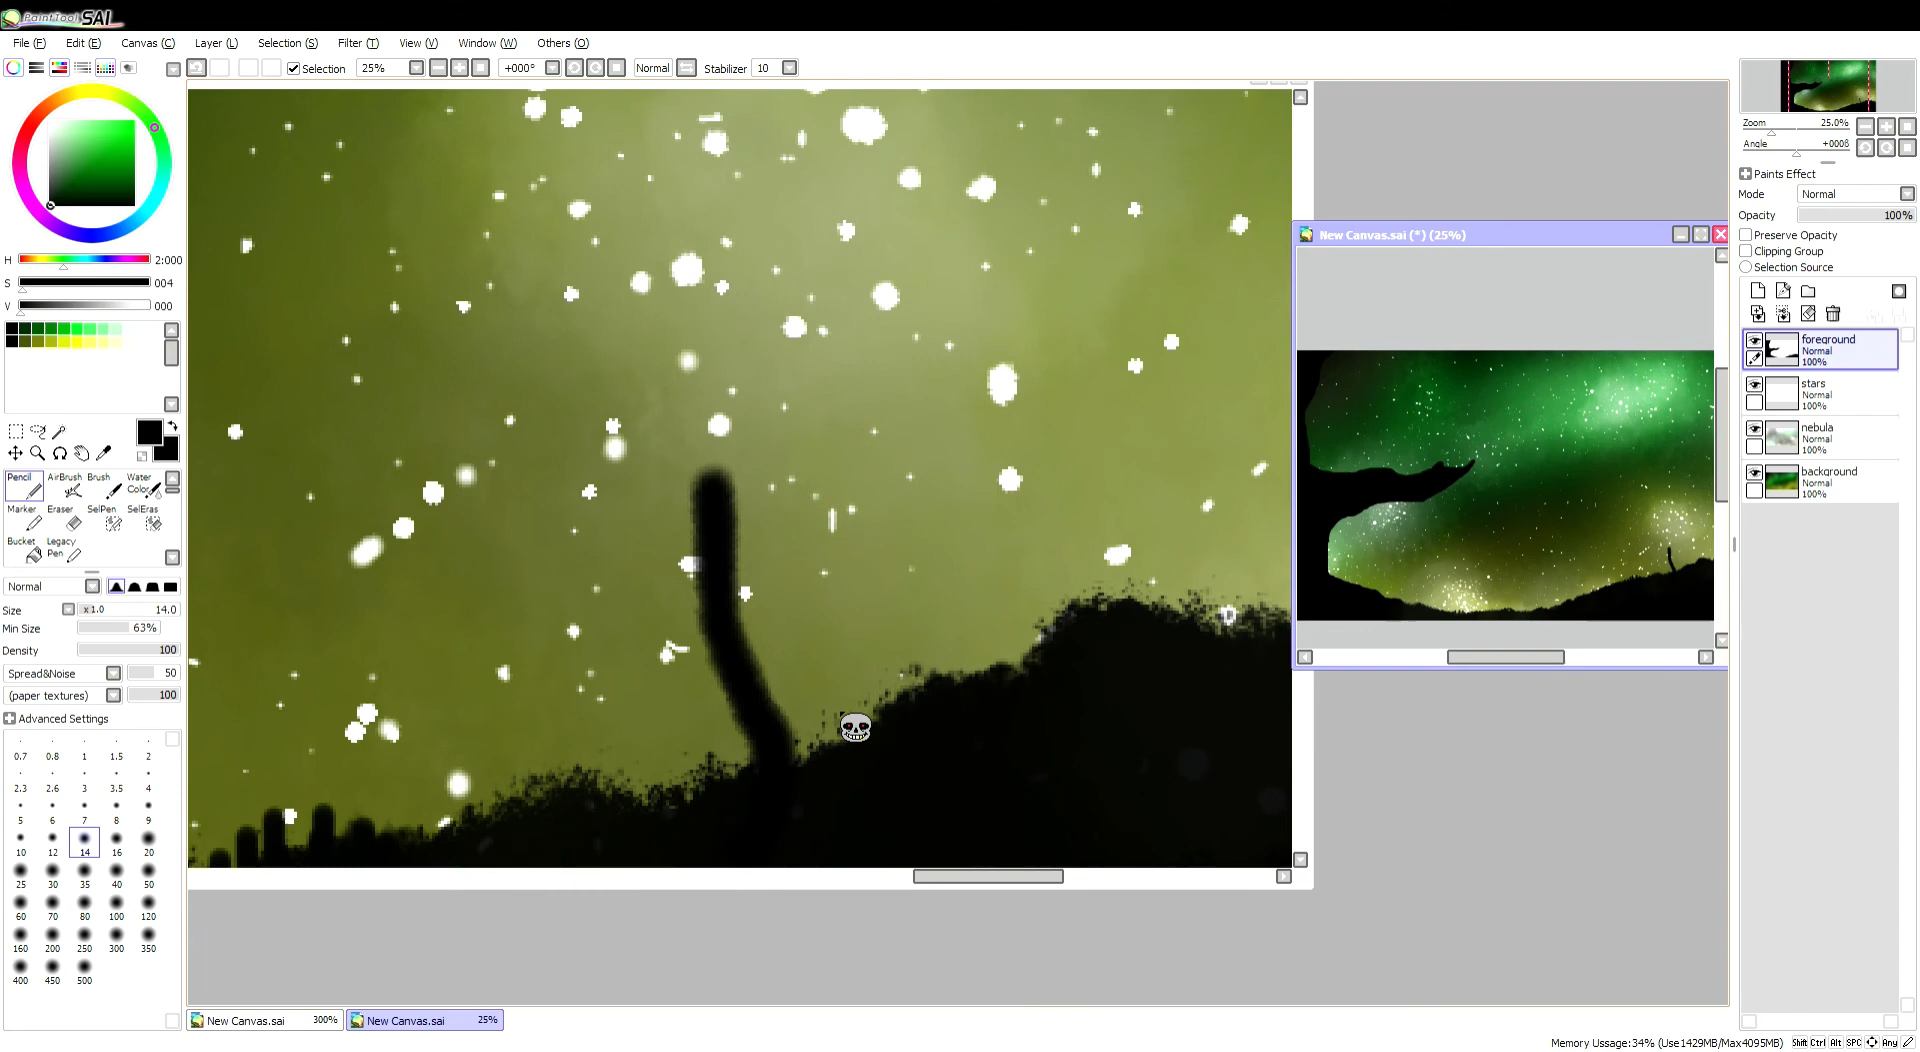 PaintTool SAI
File (F) Edit (E) Canvas (C) Layer (L) Selection (S) Filter (T) View (V) Window (W) Others (O)
Selection 25% +000° Normal Stabilizer 10
H 2:000
S 004
V 000
Pencil AirBrush Brush Water Color
Marker Eraser SelPen SelEras
Bucket Legacy Pen
Normal
Size x 1.0 14.0
Min Size 63%
Density 100
Spread&Noise 50
(paper textures) 100
Advanced Settings
0.7 0.8 1 1.5 2
2.3 2.6 3 3.5 4
5 6 7 8 9
10 12 14 16 20
25 30 35 40 50
60 70 80 100 120
160 200 250 300 350
400 450 500
New Canvas.sai (*) (25%)
Zoom 25.0%
Angle +000ß
Paints Effect
Mode Normal
Opacity 100%
Preserve Opacity
Clipping Group
Selection Source
foreground
Normal
100%
stars
Normal
100%
nebula
Normal
100%
background
Normal
100%
New Canvas.sai 300% New Canvas.sai 25%
Memory Ussage:34% (Use1429MB/Max4095MB) Shift Ctrl Alt SPC Any